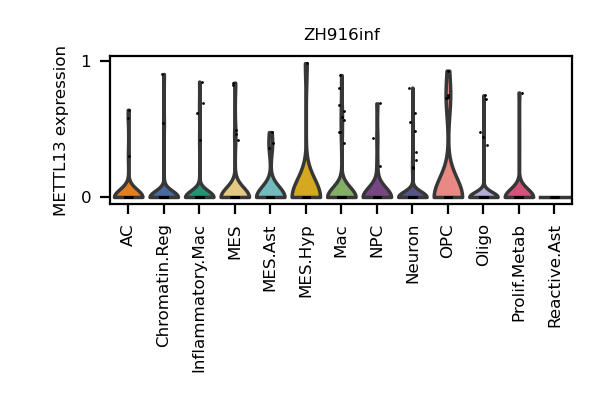 ZH916inf
METTL13 expression
1
0
AC
Chromatin.Reg
Inflammatory.Mac
MES
MES.Ast
MES.Hyp
Mac
NPC
Neuron
OPC
Oligo
Prolif.Metab
Reactive.Ast